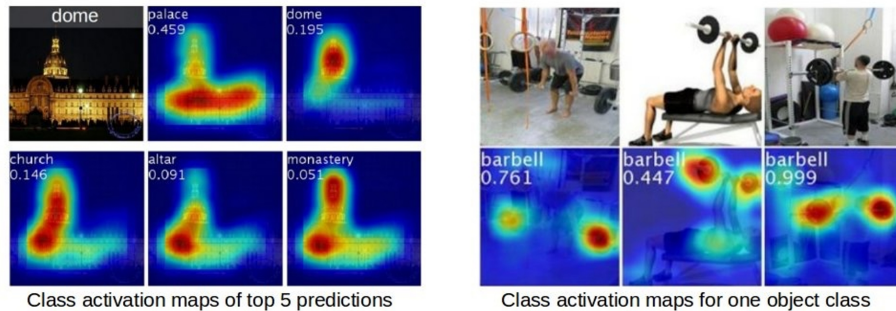 dome
palace
0.459
dome
0.195
church
0.146
altar
0.091
monastery
0.051
Class activation maps of top 5 predictions
barbell
0.761
barbell
0.447
barbell
0.999
Class activation maps for one object class